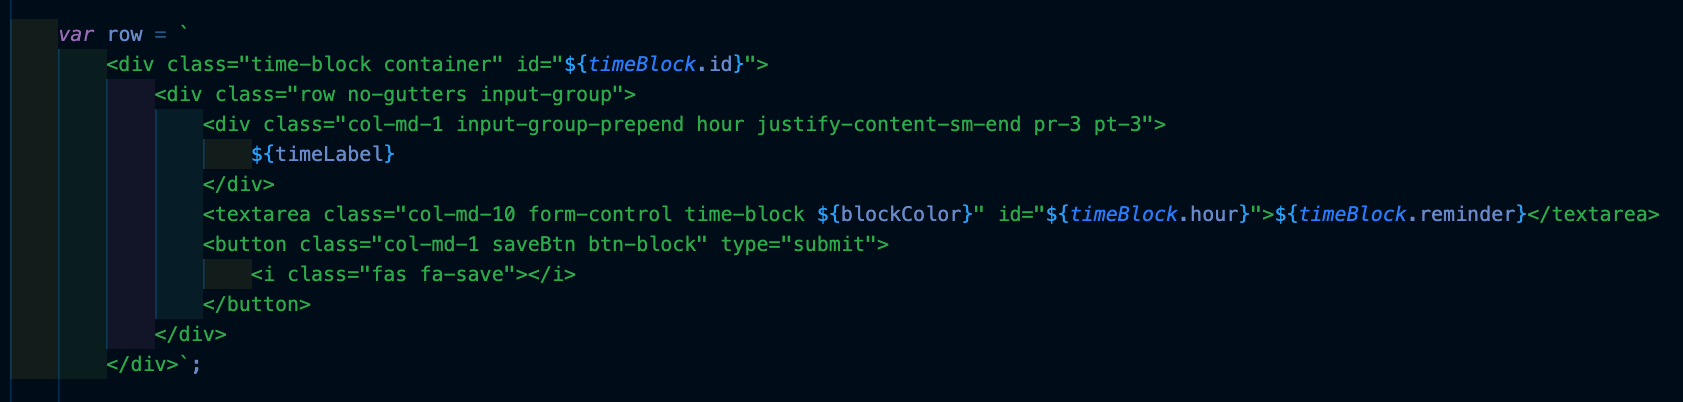 var row = `
<div class="time-block container" id="${timeBlock.id}">
<div class="row no-gutters input-group">
<div class="col-md-1 input-group-prepend hour justify-content-sm-end pr-3 pt-3">
${timeLabel}
</div>
<textarea class="col-md-10 form-control time-block ${blockColor}" id="${timeBlock.hour}">${timeBlock.reminder}</textarea>
<button class="col-md-1 saveBtn btn-block" type="submit">
<i class="fas fa-save"></i>
</button>
</div>
</div>`;